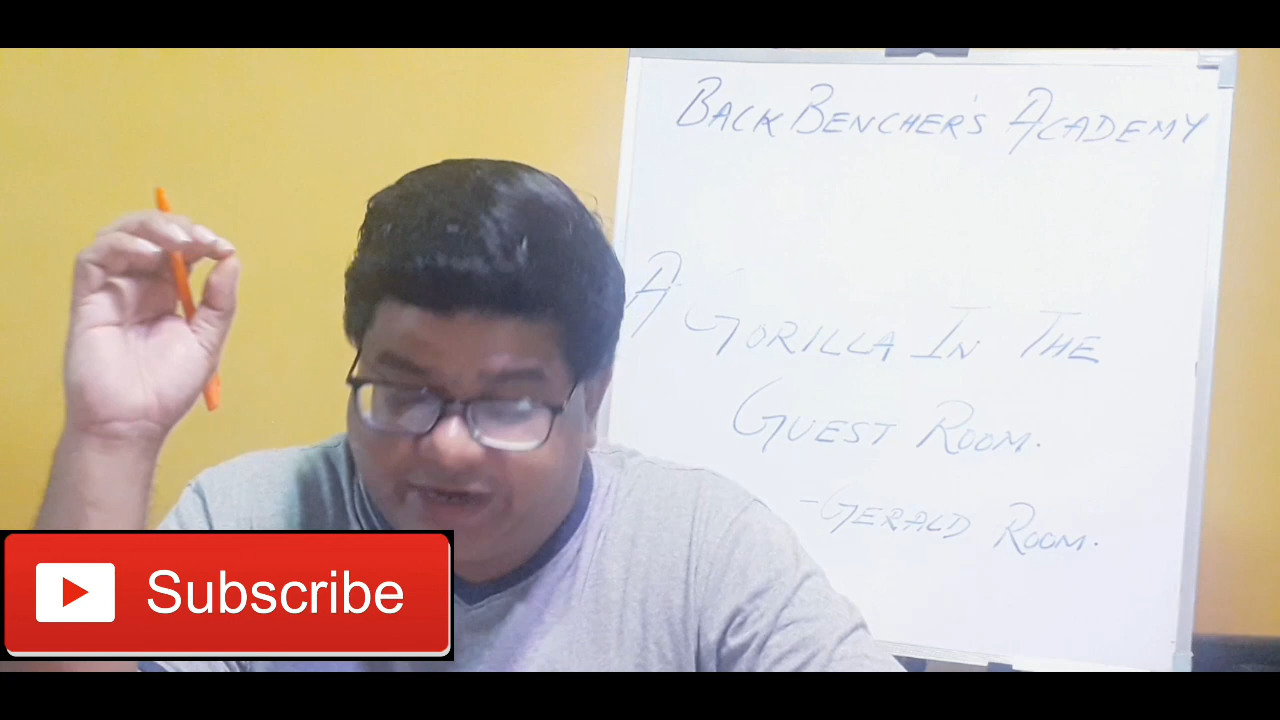 BACK BENCHER'S ACADEMY
A GORILLA IN THE
GUEST ROOM.
-GERALD ROOM.
Subscribe